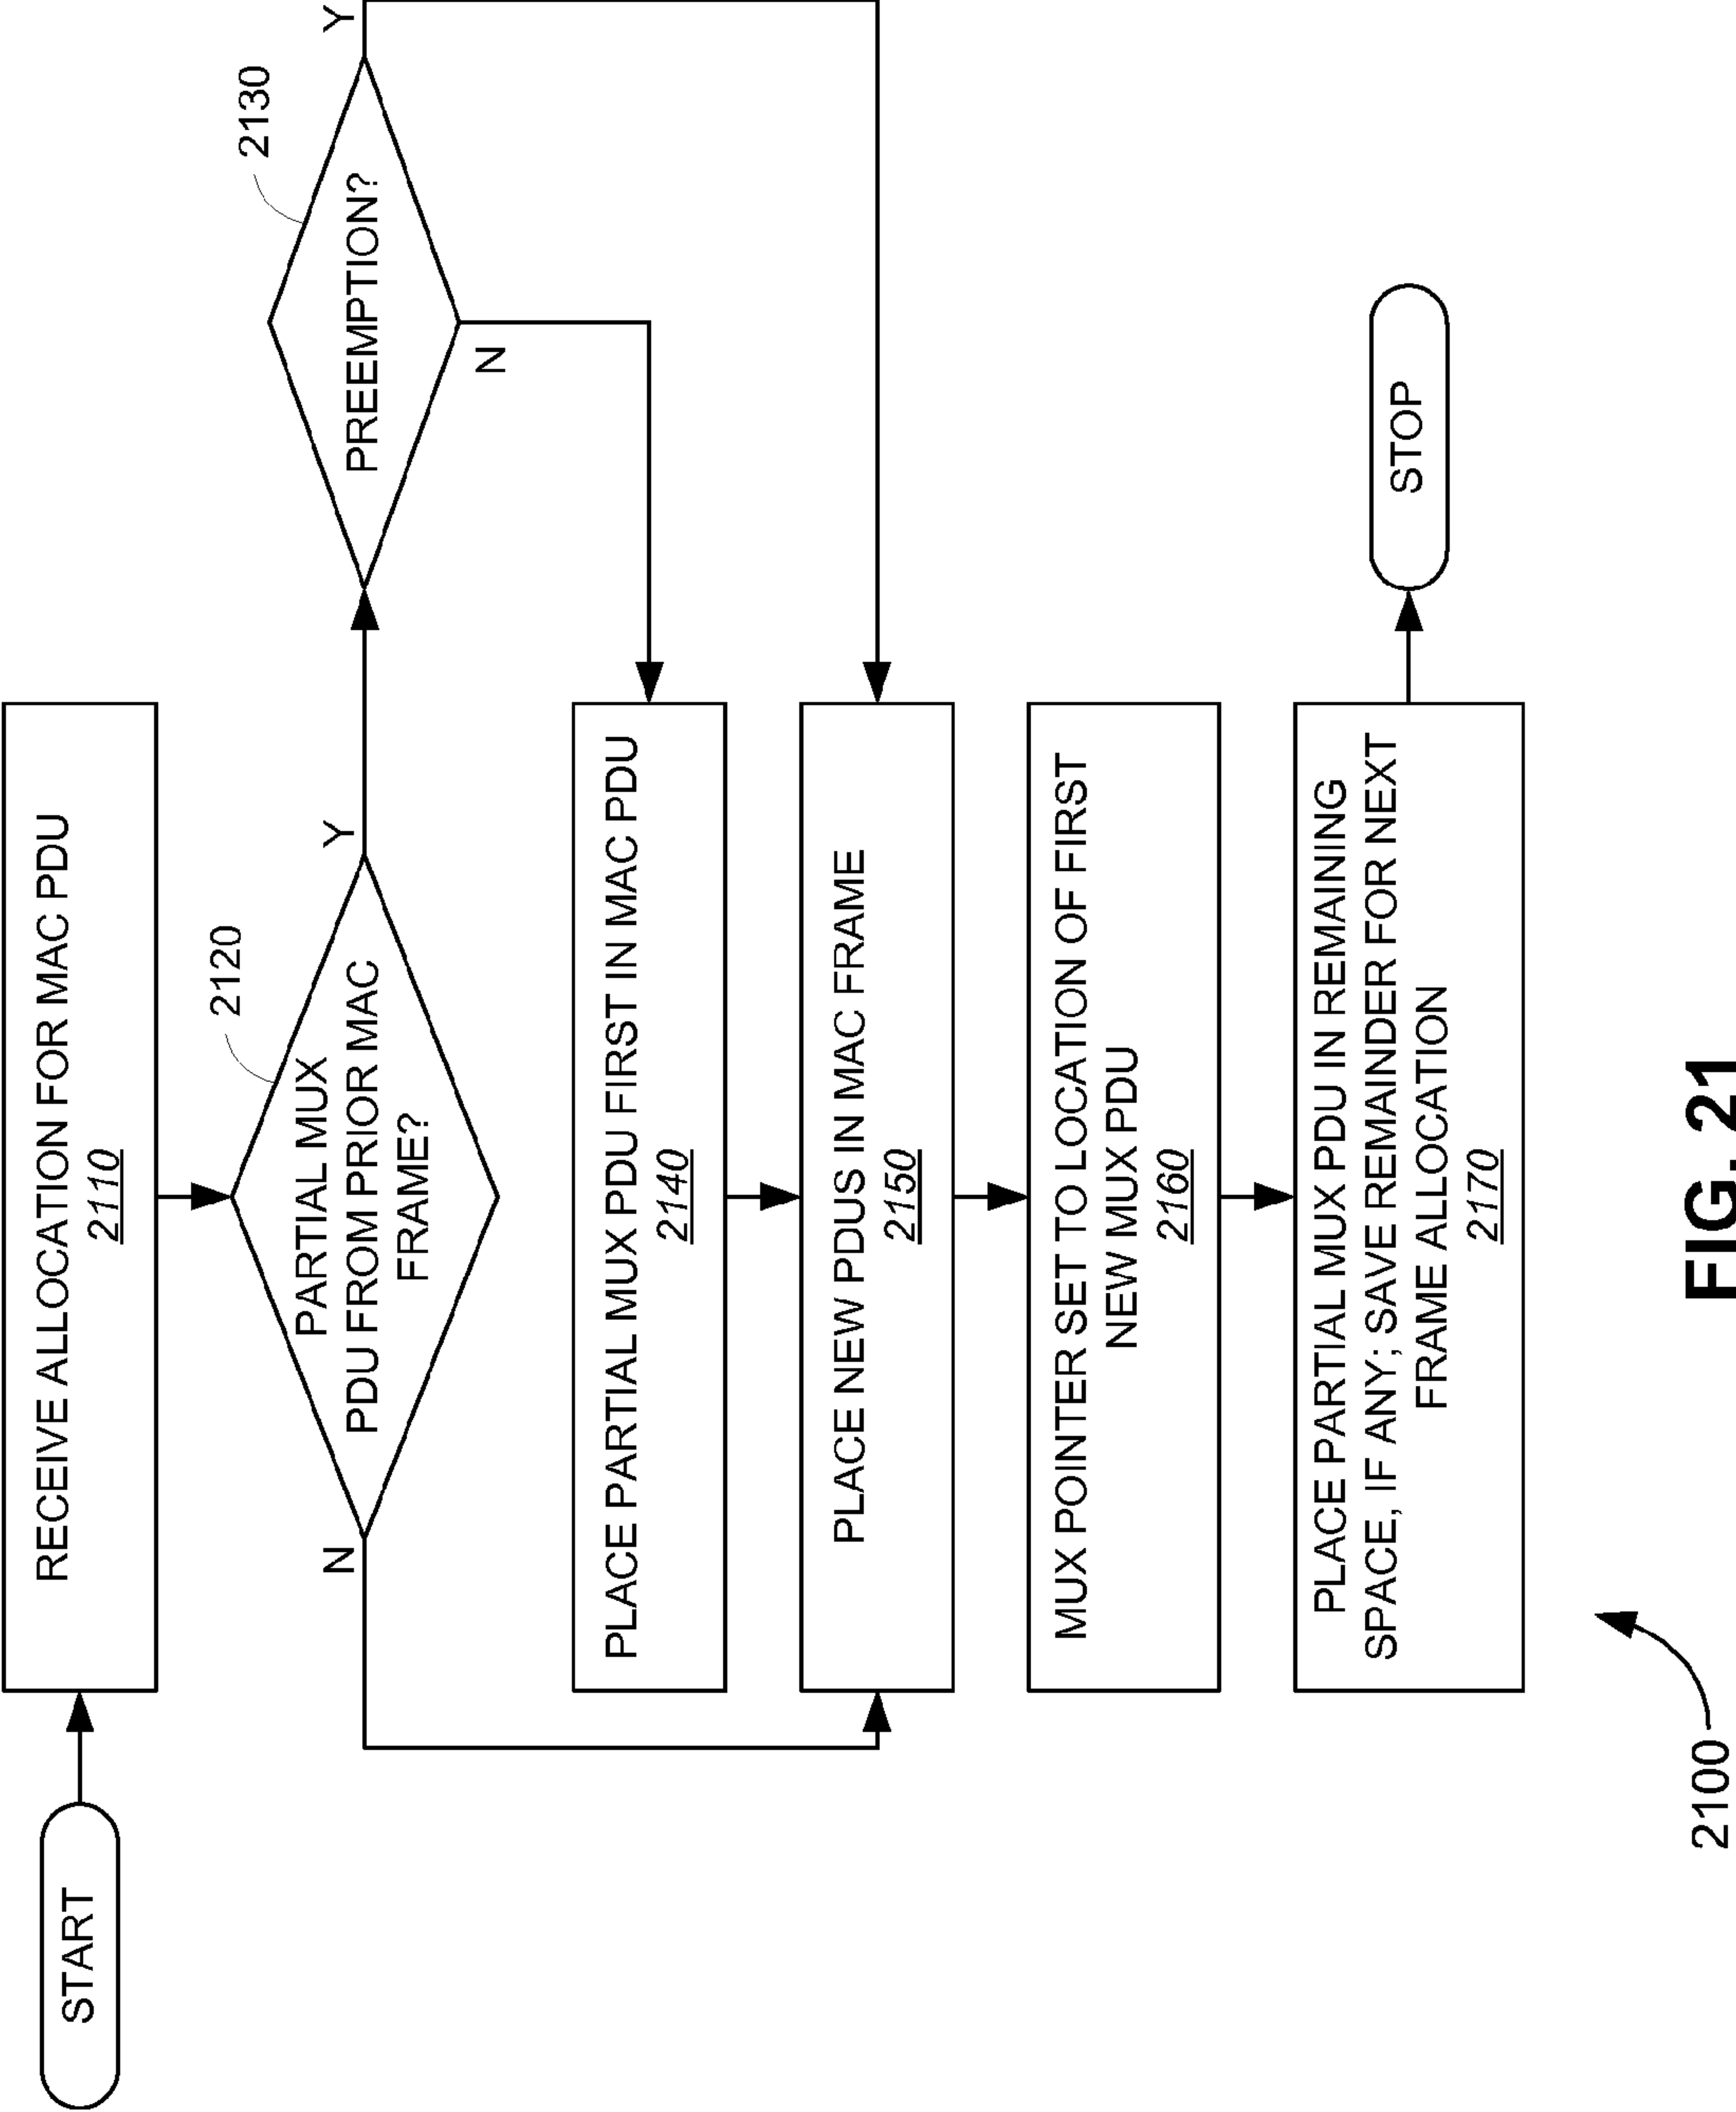 START
RECEIVE ALLOCATION FOR MAC PDU
2110
2120
PARTIAL MUX
PDU FROM PRIOR MAC
FRAME?
N
Y
2130
PREEMPTION?
Y
N
PLACE PARTIAL MUX PDU FIRST IN MAC PDU
2140
PLACE NEW PDUS IN MAC FRAME
2150
MUX POINTER SET TO LOCATION OF FIRST
NEW MUX PDU
2160
PLACE PARTIAL MUX PDU IN REMAINING
SPACE, IF ANY; SAVE REMAINDER FOR NEXT
FRAME ALLOCATION
2170
STOP
2100
FIG. 21